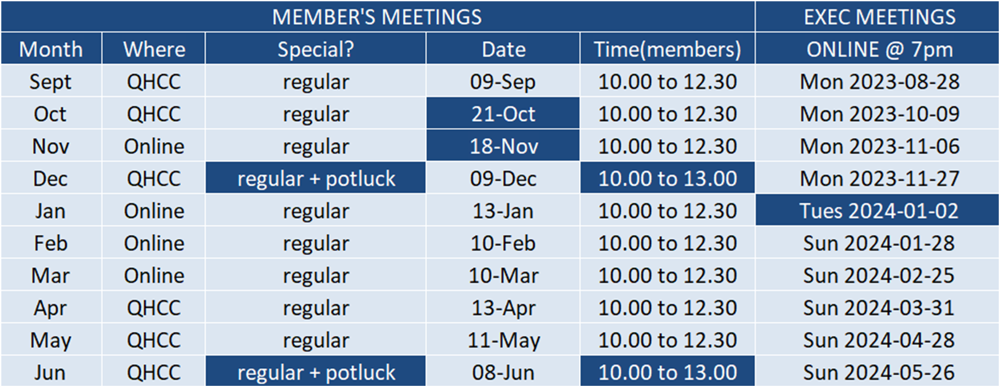 MEMBER'S MEETINGS EXEC MEETINGS
Month Where Special? Date Time(members) ONLINE @ 7pm
Sept QHCC regular 09-Sep 10.00 to 12.30 Mon 2023-08-28
Oct QHCC regular 21-Oct 10.00 to 12.30 Mon 2023-10-09
Nov Online regular 18-Nov 10.00 to 12.30 Mon 2023-11-06
Dec QHCC regular + potluck 09-Dec 10.00 to 13.00 Mon 2023-11-27
Jan Online regular 13-Jan 10.00 to 12.30 Tues 2024-01-02
Feb Online regular 10-Feb 10.00 to 12.30 Sun 2024-01-28
Mar Online regular 10-Mar 10.00 to 12.30 Sun 2024-02-25
Apr QHCC regular 13-Apr 10.00 to 12.30 Sun 2024-03-31
May QHCC regular 11-May 10.00 to 12.30 Sun 2024-04-28
Jun QHCC regular + potluck 08-Jun 10.00 to 13.00 Sun 2024-05-26